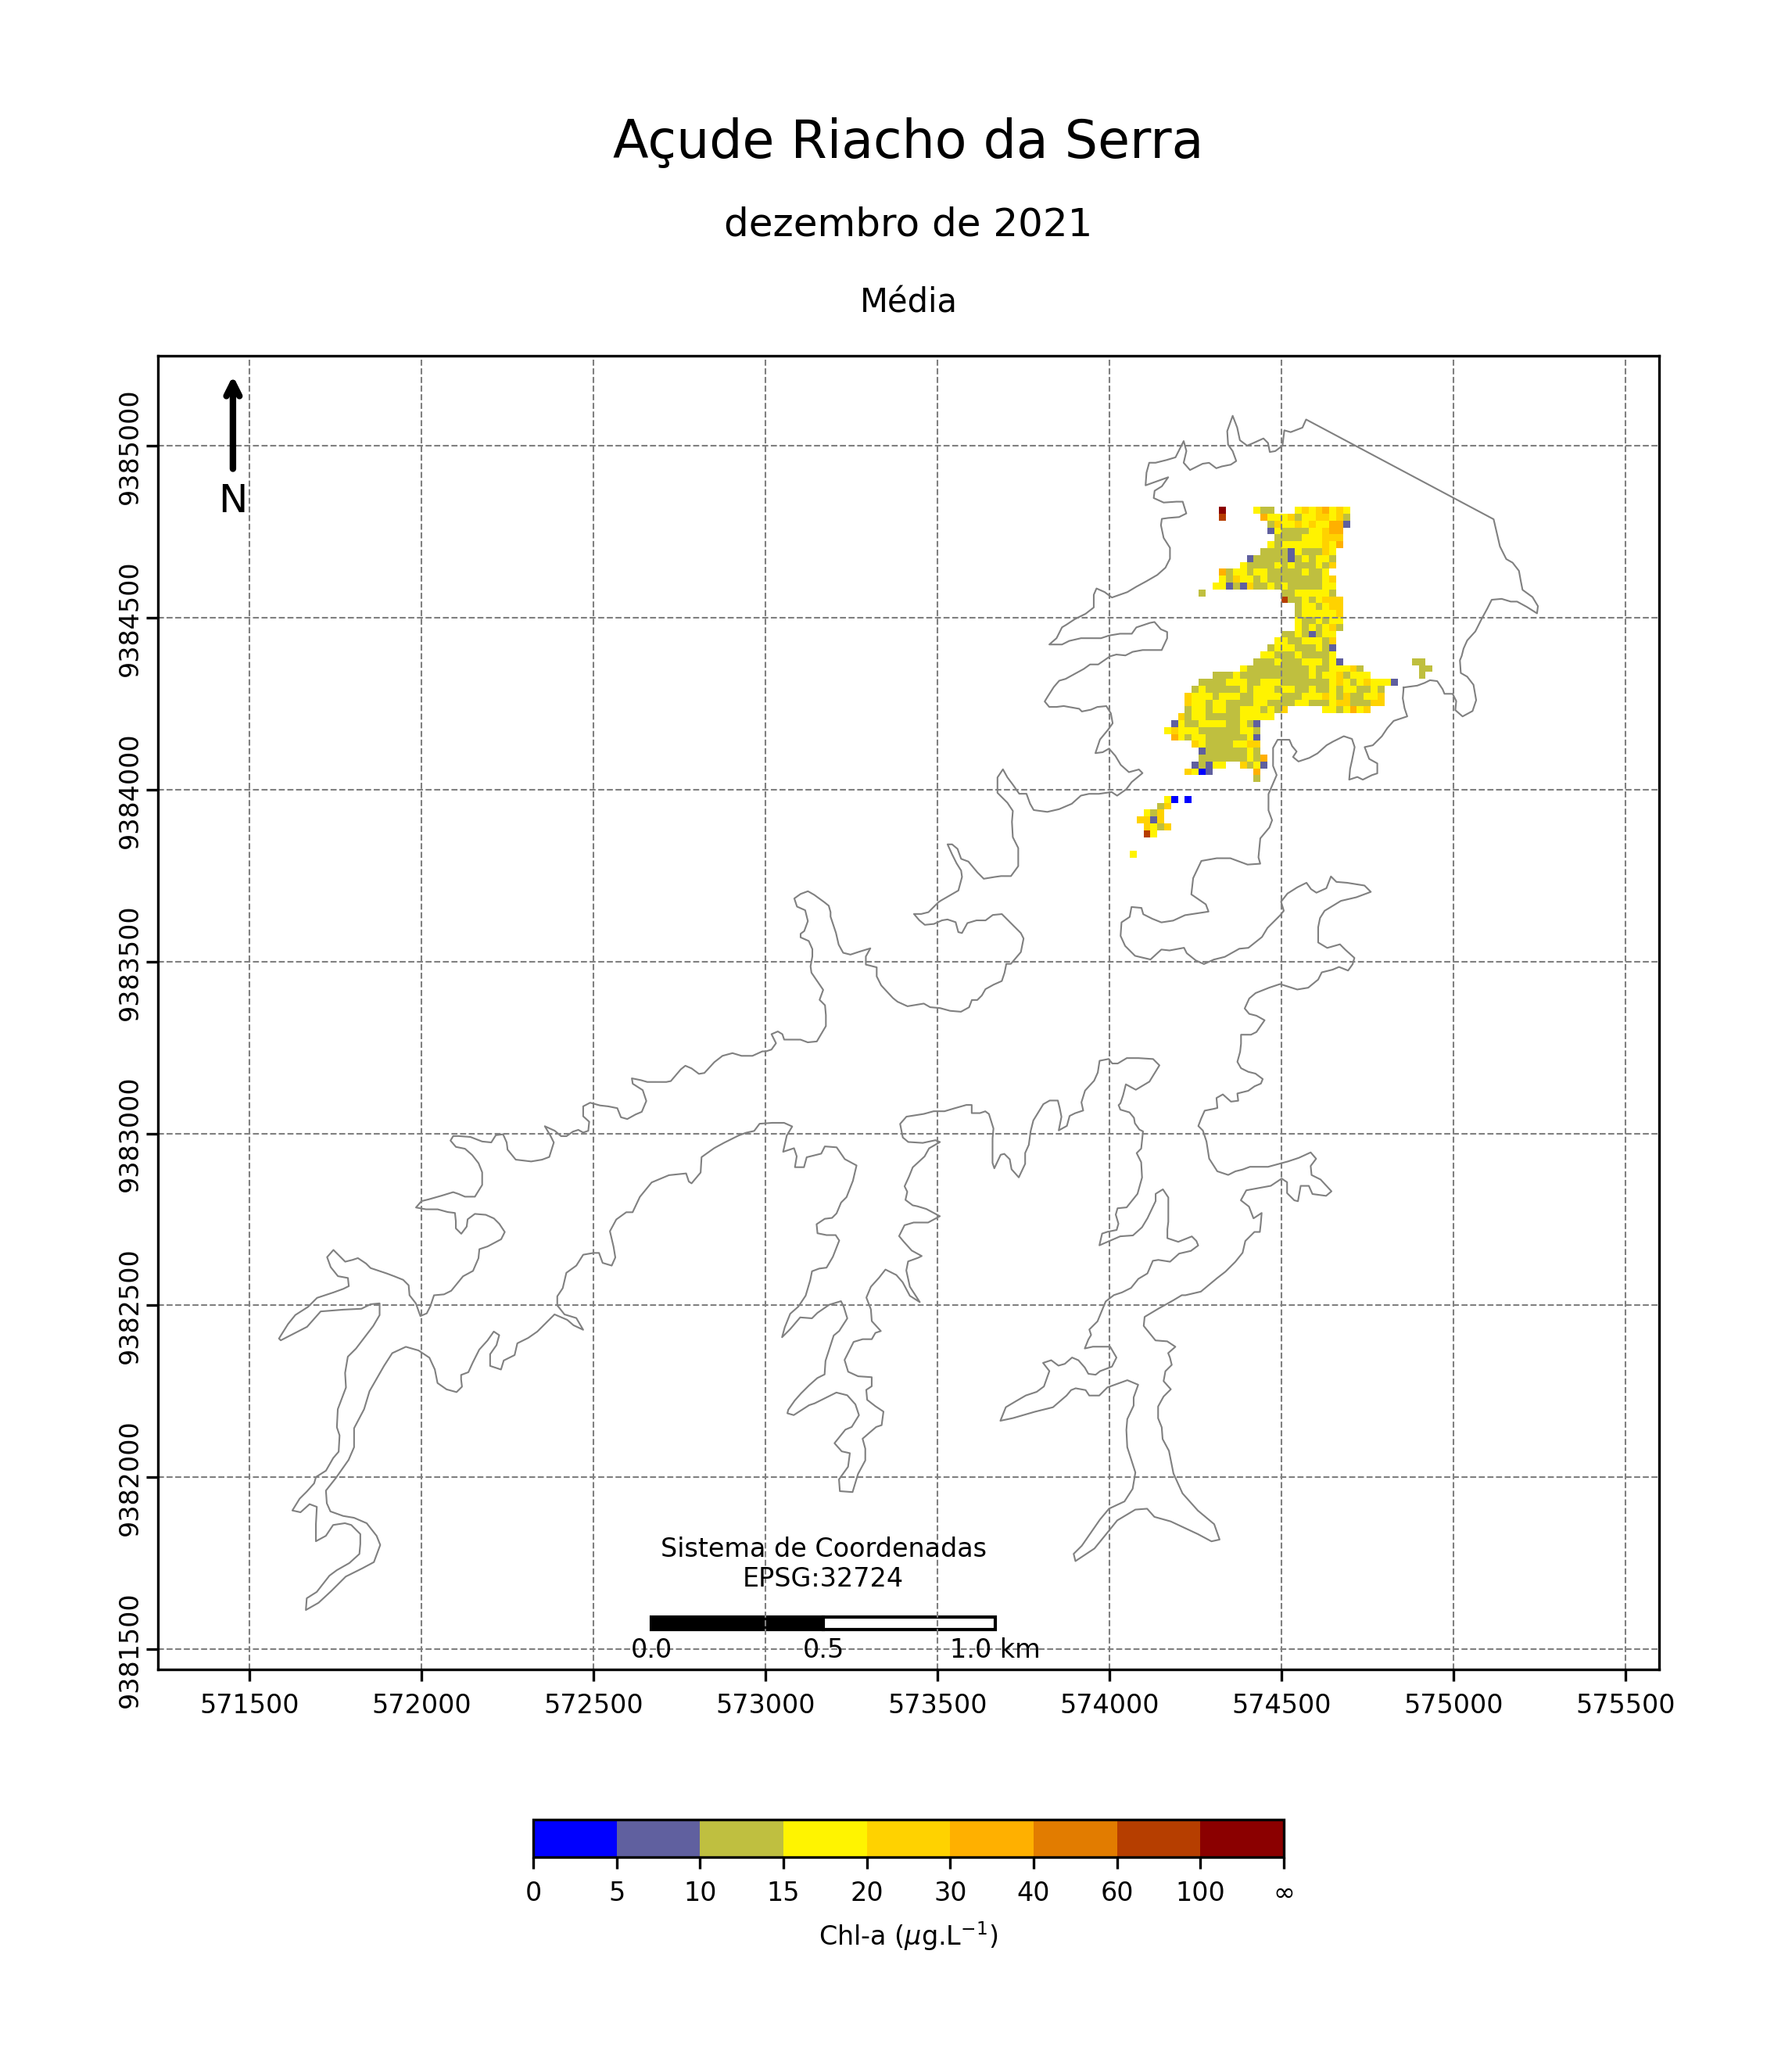 Açude Riacho da Serra
dezembro de 2021
Média
N
9385000
9384500
9384000
9383500
9383000
9382500
9382000
9381500
Sistema de Coordenadas
EPSG:32724
0.0 0.5 1.0 km
571500 572000 572500 573000 573500 574000 574500 575000 575500
0 5 10 15 20 30 40 60 100 ∞
Chl-a (μg.L⁻¹)